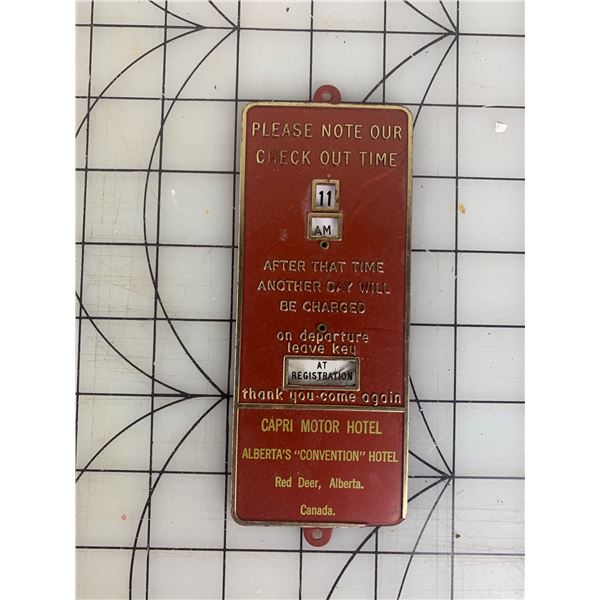 PLEASE NOTE OUR
CHECK OUT TIME
11
AM
AFTER THAT TIME
ANOTHER DAY WILL
BE CHARGED
on departure
leave key
AT
REGISTRATION
thank you-come again
CAPRI MOTOR HOTEL
ALBERTA'S "CONVENTION" HOTEL
Red Deer, Alberta.
Canada.